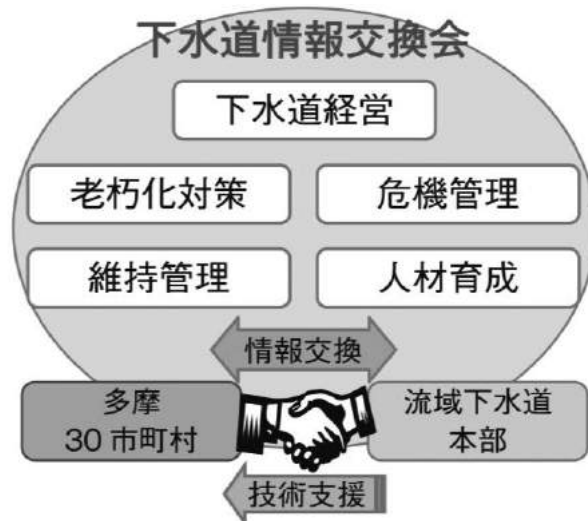 下水道情報交換会
下水道経営
老朽化対策
危機管理
維持管理
人材育成
情報交換
多摩
30市町村
流域下水道
本部
技術支援